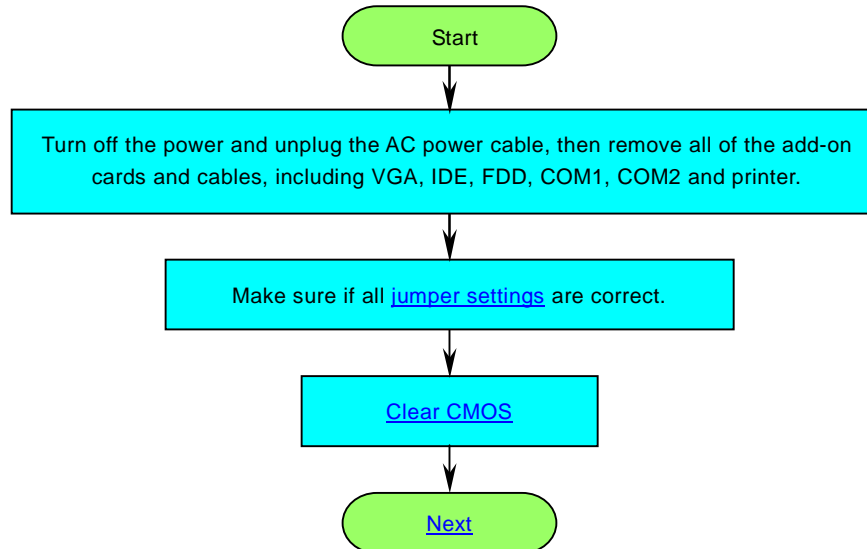 Start
Turn off the power and unplug the AC power cable, then remove all of the add-on
cards and cables, including VGA, IDE, FDD, COM1, COM2 and printer.
Make sure if all jumper settings are correct.
Clear CMOS
Next